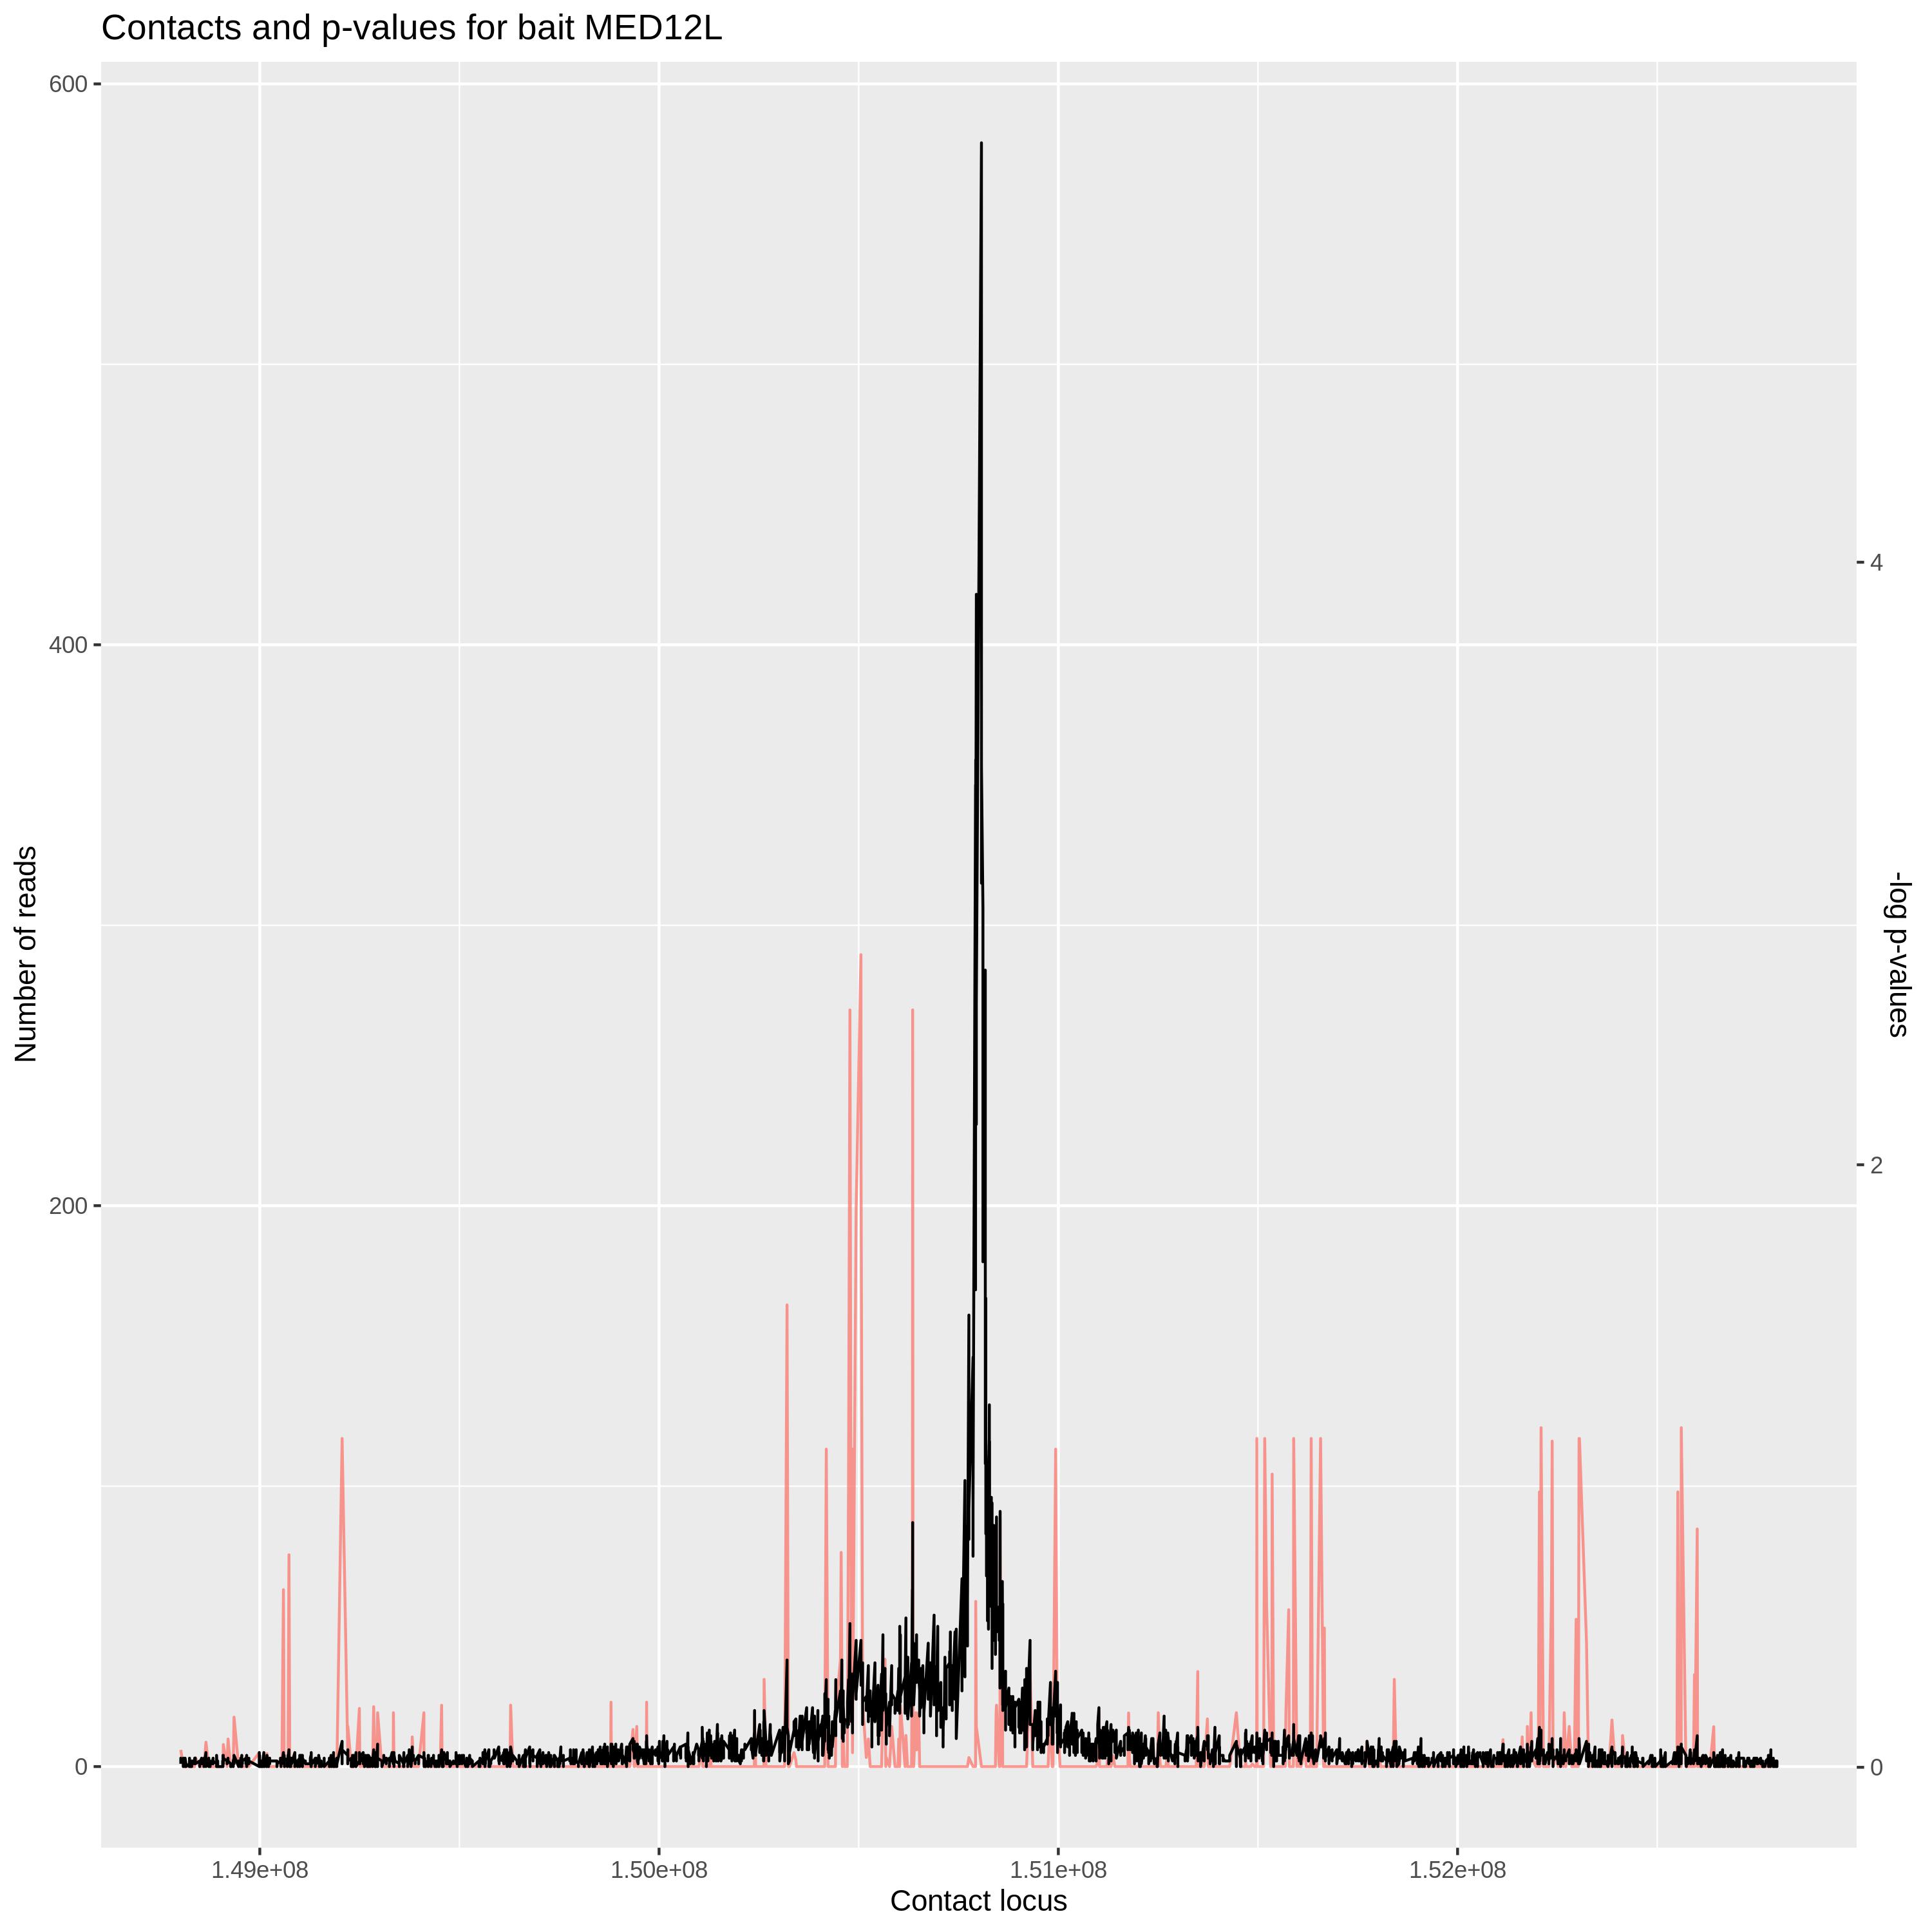 Contacts and p-values for bait MED12L
600
400
200
0
4
2
0
Number of reads
-log p-values
1.49e+08
1.50e+08
1.51e+08
1.52e+08
Contact locus